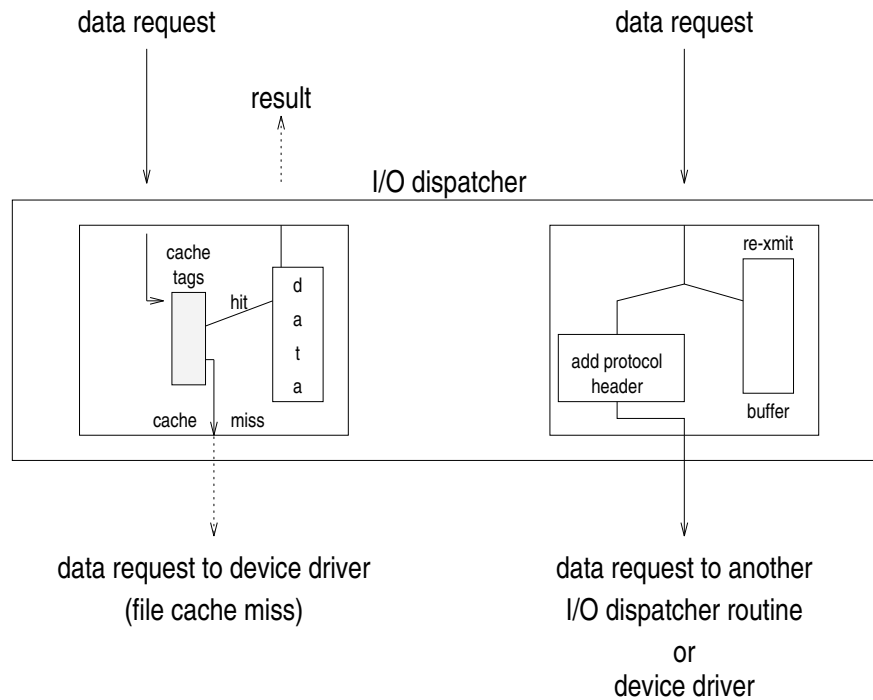 data request
data request
result
I/O dispatcher
cache
tags
hit
d
a
t
a
cache miss
re-xmit
add protocol
header
buffer
data request to device driver
(file cache miss)
data request to another
I/O dispatcher routine
or
device driver